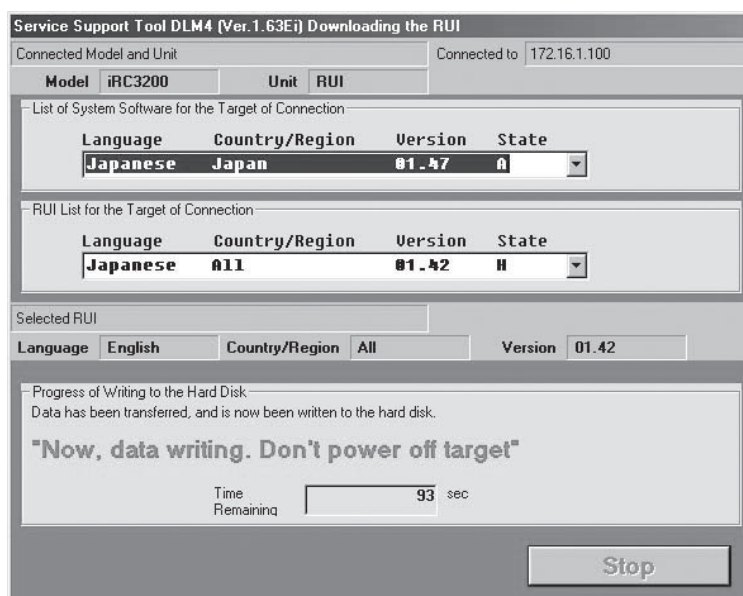 Service Support Tool DLM4 (Ver.1.63Ei) Downloading the RUI
Connected Model and Unit Connected to 172.16.1.100
Model iRC3200 Unit RUI
List of System Software for the Target of Connection
Language Country/Region Version State
Japanese Japan 01.47 A
RUI List for the Target of Connection
Language Country/Region Version State
Japanese All 01.42 H
Selected RUI
Language English Country/Region All Version 01.42
Progress of Writing to the Hard Disk
Data has been transferred, and is now been written to the hard disk.
"Now, data writing. Don't power off target"
Time
Remaining 93 sec
Stop